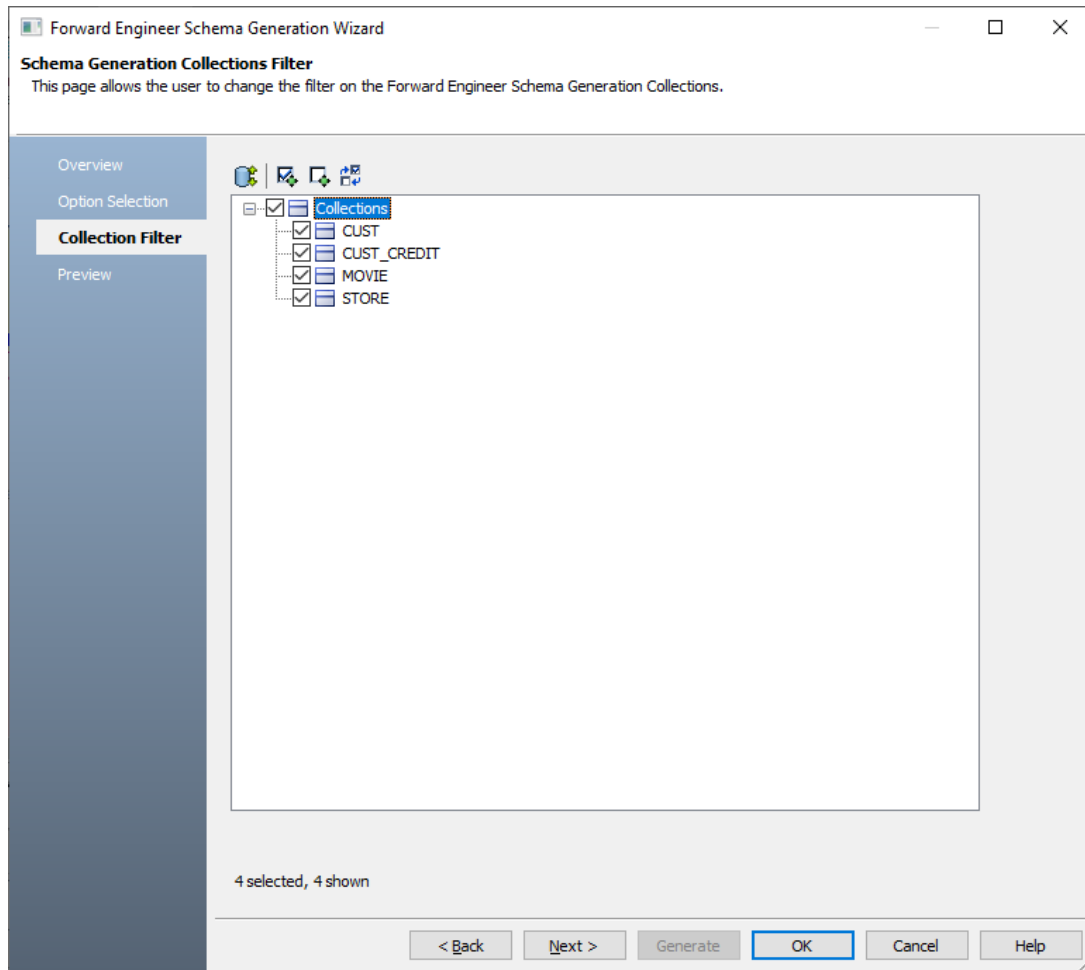 Forward Engineer Schema Generation Wizard
Schema Generation Collections Filter
This page allows the user to change the filter on the Forward Engineer Schema Generation Collections.
Overview
Option Selection
Collection Filter
Preview
Collections
CUST
CUST_CREDIT
MOVIE
STORE
4 selected, 4 shown
< Back Next > Generate OK Cancel Help